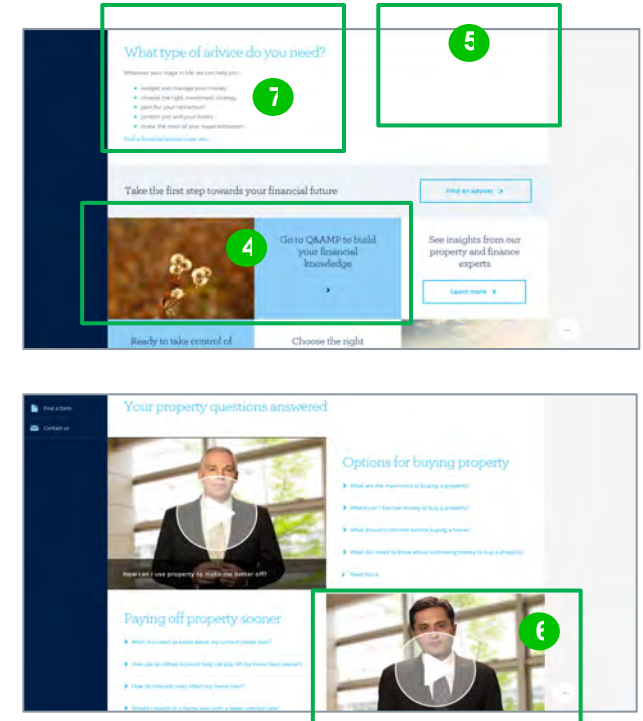 5
What type of advice do you need?
Whatever your stage in life we can help you:
budget and manage your money
choose the right investment strategy
plan for your retirement
protect you and your family
make the most of your superannuation
7
Find a financial adviser near you
Take the first step towards your financial future
Find an adviser
4
Go to Q&AMP to build
your financial
knowledge
See insights from our
property and finance
experts
Learn more
Ready to take control of
Choose the right
Find a form
Contact us
Your property questions answered
How can I use property to make me better off?
Options for buying property
What are the main costs of buying a property?
Where can I borrow money to buy a property?
What should I consider before buying a home?
What do I need to know about borrowing money to buy a property
Read more
Paying off property sooner
What do I need to know about my current home loan?
How can an offset account help me pay off my home loan sooner?
How do interest rates affect my home loan?
Should I switch to a home loan with a lower interest rate?
6